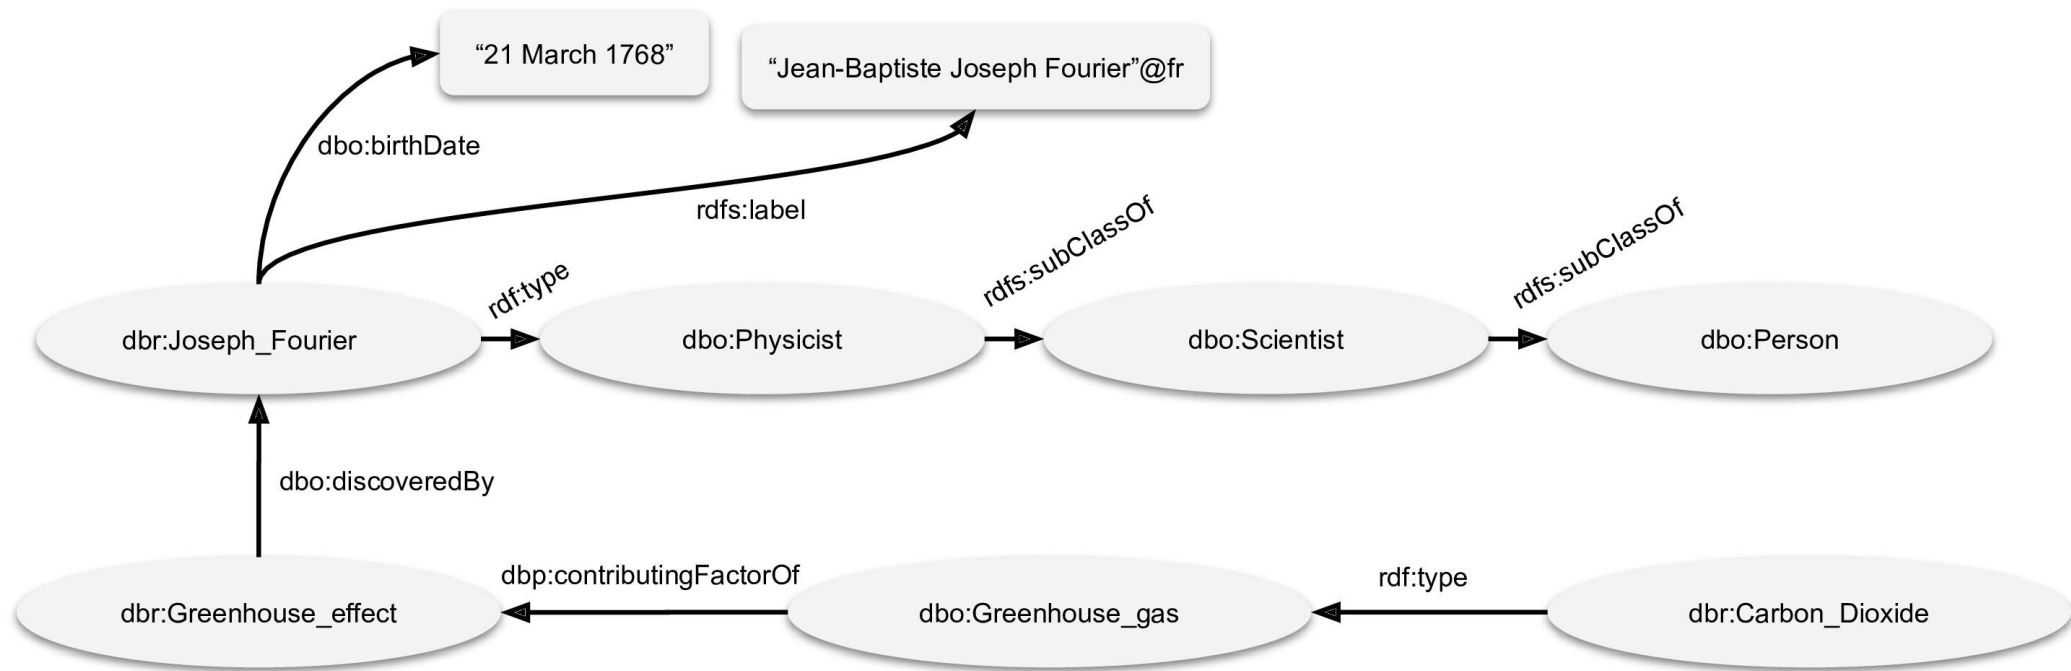 “21 March 1768”
“Jean-Baptiste Joseph Fourier”@fr
dbo:birthDate
rdfs:label
rdf:type
rdfs:subClassOf
rdfs:subClassOf
dbr:Joseph_Fourier
dbo:Physicist
dbo:Scientist
dbo:Person
dbo:discoveredBy
dbp:contributingFactorOf
rdf:type
dbr:Greenhouse_effect
dbo:Greenhouse_gas
dbr:Carbon_Dioxide